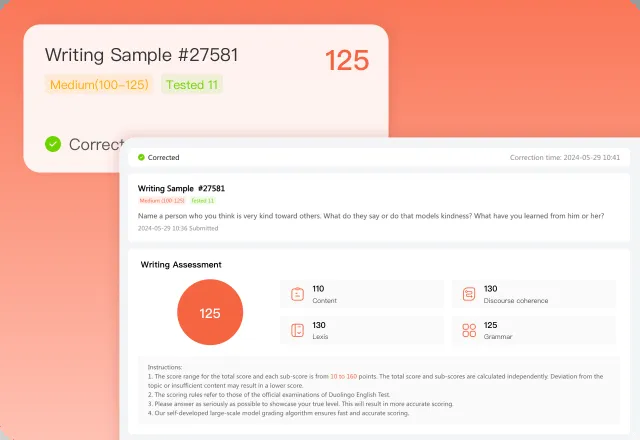 Writing Sample #27581
125
Medium(100-125)
Tested 11
Correct
Corrected
Correction time: 2024-05-29 10:41
Writing Sample #27581
Medium (100-125)
Tested 11
Name a person who you think is very kind toward others. What do they say or do that models kindness? What have you learned from him or her?
2024-05-29 10:36 Submitted
Writing Assessment
125
110
Content
130
Discourse coherence
130
Lexis
125
Grammar
Instructions:
1. The score range for the total score and each sub-score is from 10 to 160 points. The total score and sub-scores are calculated independently. Deviation from the
topic or insufficient content may result in a lower score.
2. The scoring rules refer to those of the official examinations of Duolingo English Test.
3. Please answer as seriously as possible to showcase your true level. This will result in more accurate scoring.
4. Our self-developed large-scale model grading algorithm ensures fast and accurate scoring.